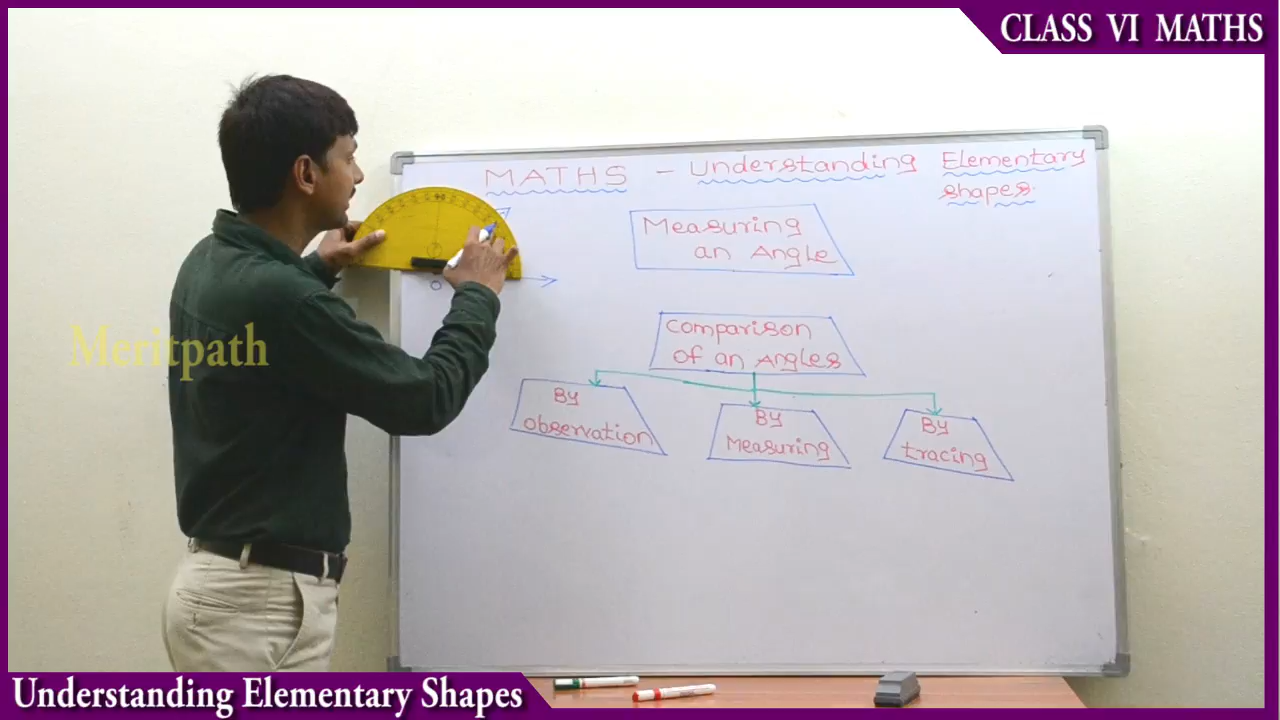 CLASS VI MATHS
MATHS - Understanding Elementary
shapes.
Measuring
an Angle
O
Comparison
of an Angles
By
observation
By
Measuring
By
tracing
Meritpath
Understanding Elementary Shapes